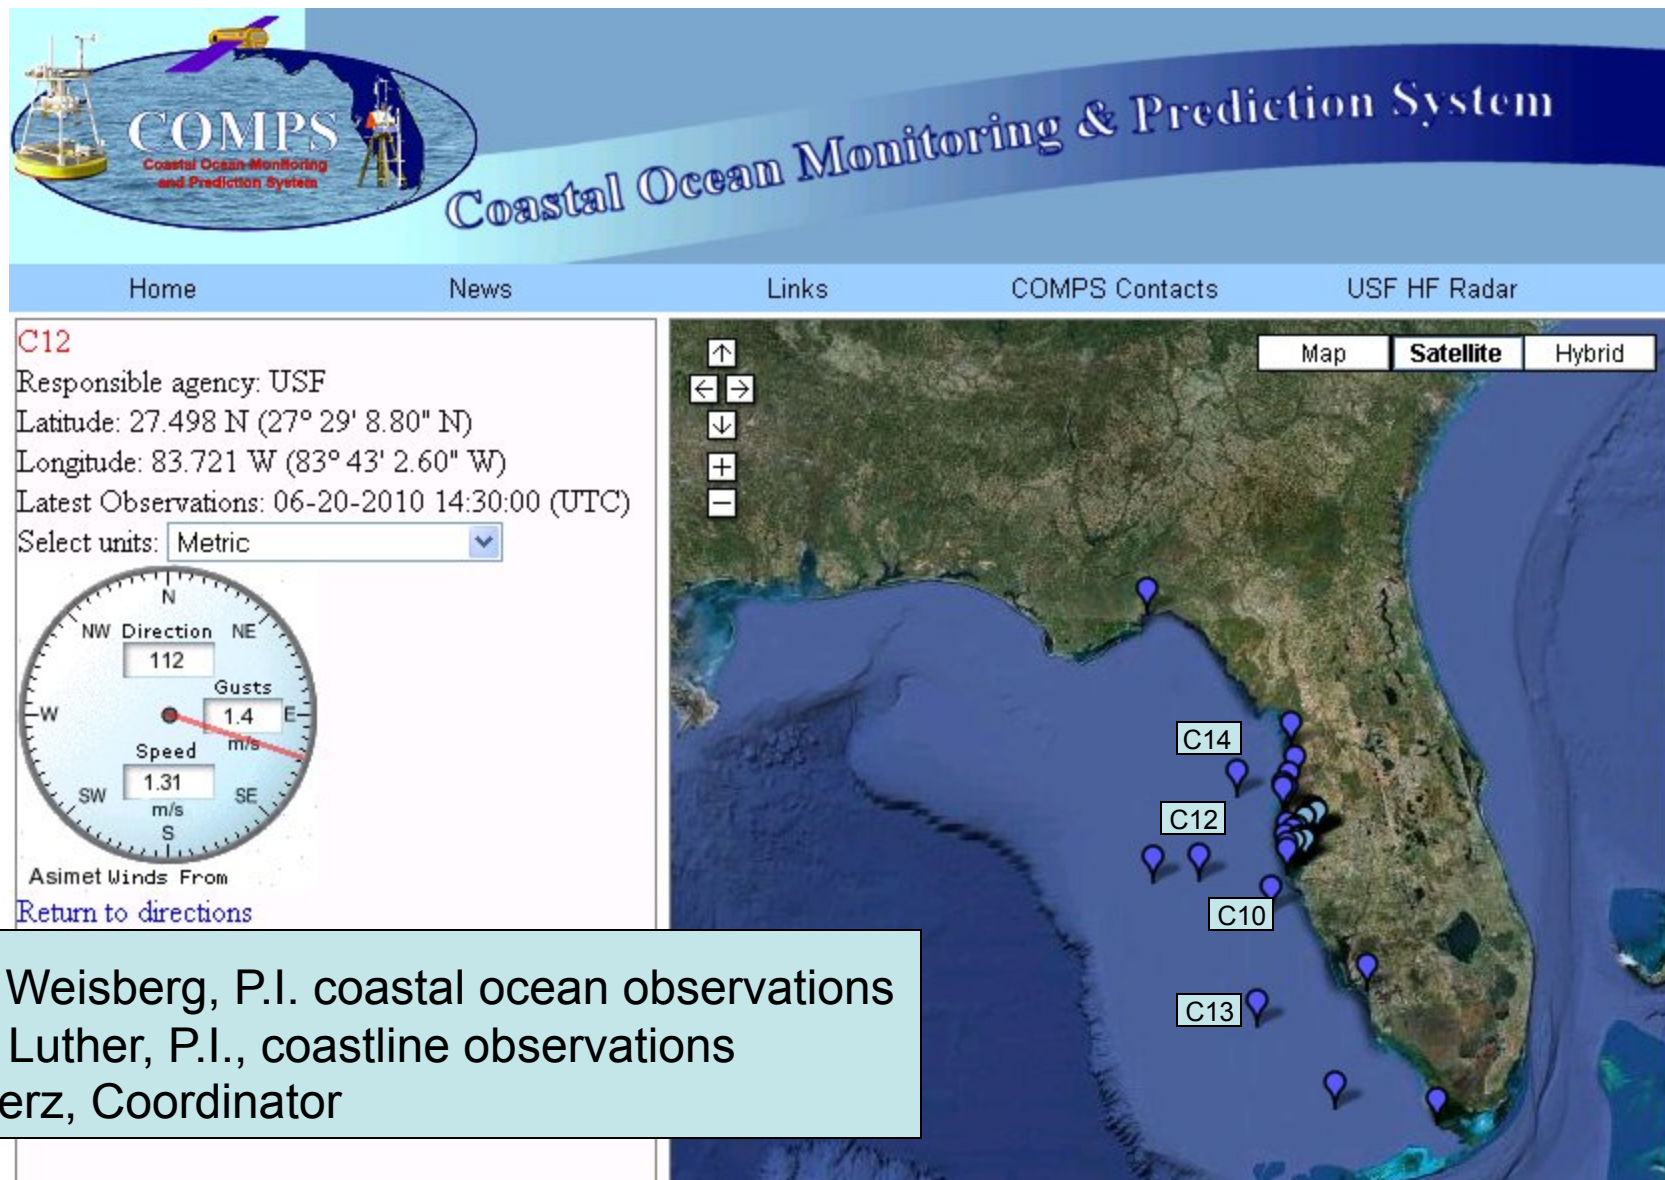 COMPS
Coastal Ocean Monitoring
and Prediction System
Coastal Ocean Monitoring & Prediction System
Home News Links COMPS Contacts USF HF Radar
C12
Responsible agency: USF
Latitude: 27.498 N (27° 29' 8.80" N)
Longitude: 83.721 W (83° 43' 2.60" W)
Latest Observations: 06-20-2010 14:30:00 (UTC)
Select units: Metric
N
NW Direction NE
112
Gusts
W 1.4 E
Speed m/s
1.31
SW m/s SE
S
Asimet Winds From
Return to directions
Weisberg, P.I. coastal ocean observations
Luther, P.I., coastline observations
erz, Coordinator
Map Satellite Hybrid
C14
C12
C10
C13